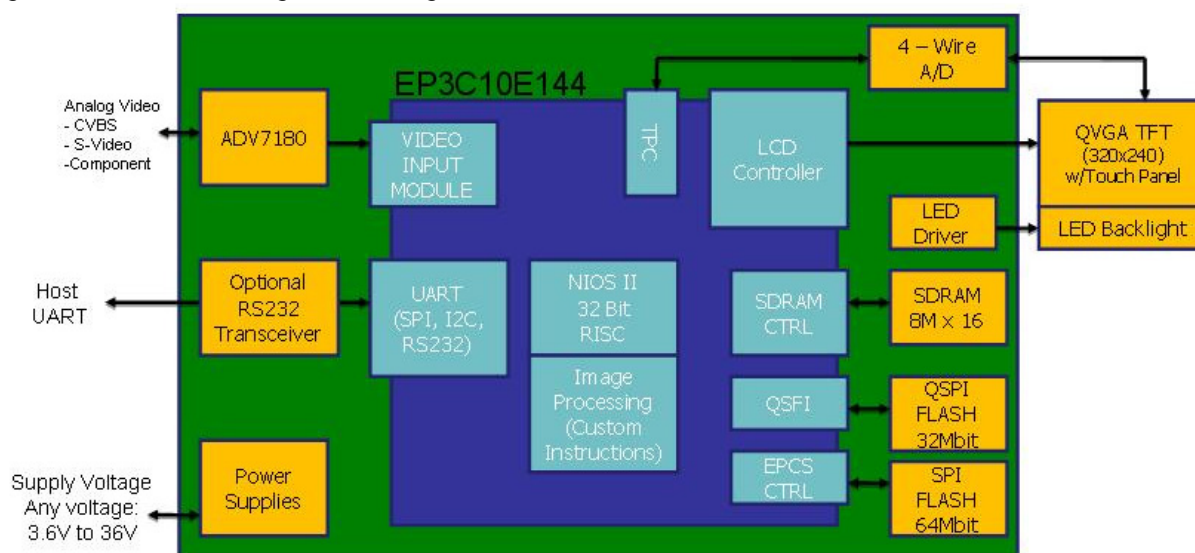 EP3C10E144
4 – Wire
A/D
Analog Video
- CVBS
- S-Video
-Component
ADV7180
VIDEO
INPUT
MODULE
TPC
LCD
Controller
QVGA TFT
(320x240)
w/Touch Panel
LED
Driver
LED Backlight
Host
UART
Optional
RS232
Transceiver
UART
(SPI, I2C,
RS232)
NIOS II
32 Bit
RISC
SDRAM
CTRL
SDRAM
8M x 16
Image
Processing
(Custom
Instructions)
QSFI
QSPI
FLASH
32Mbit
EPCS
CTRL
SPI
FLASH
64Mbit
Supply Voltage
Any voltage:
3.6V to 36V
Power
Supplies